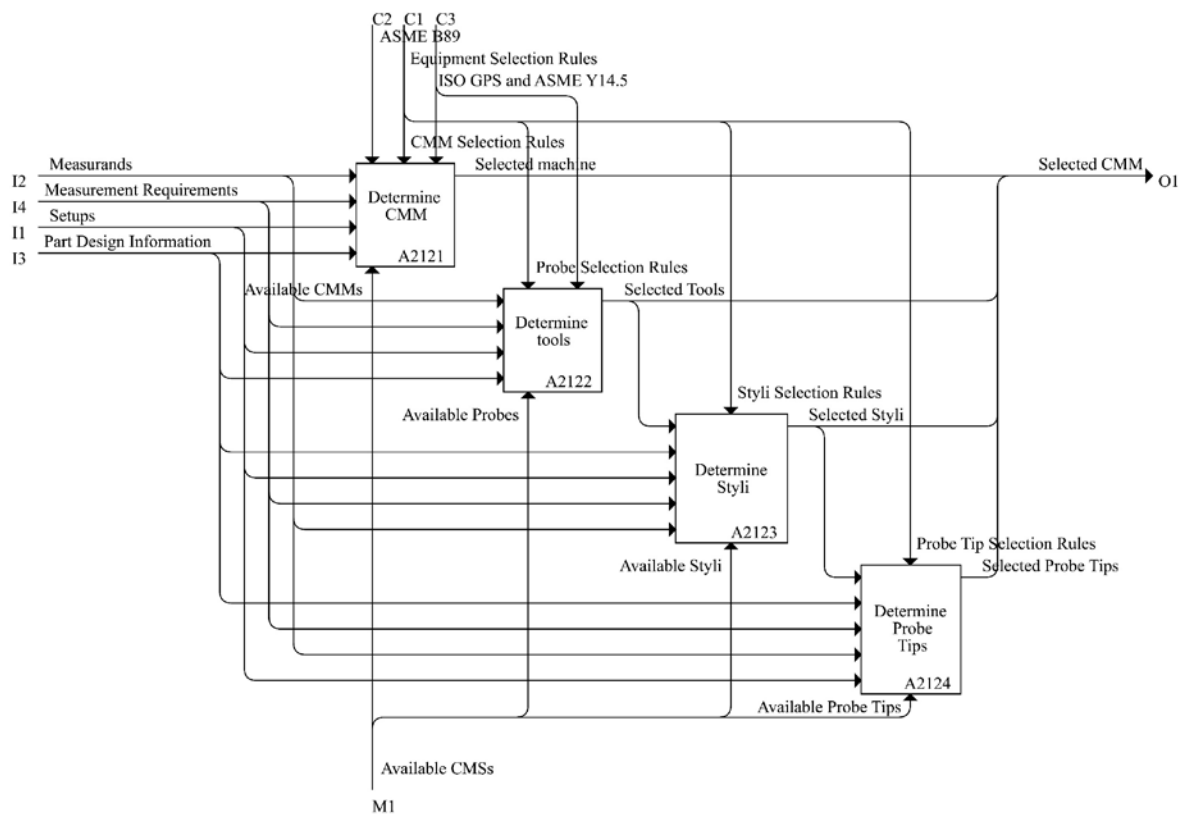 C2 C1 C3
ASME B89
Equipment Selection Rules
ISO GPS and ASME Y14.5
CMM Selection Rules
Measurands
Selected machine
Selected CMM
I2
O1
Measurement Requirements
Determine
CMM
I4
Setups
I1
Part Design Information
A2121
I3
Probe Selection Rules
Available CMMs
Selected Tools
Determine
tools
A2122
Styli Selection Rules
Available Probes
Selected Styli
Determine
Styli
A2123
Probe Tip Selection Rules
Available Styli
Selected Probe Tips
Determine
Probe
Tips
A2124
Available Probe Tips
Available CMSs
M1